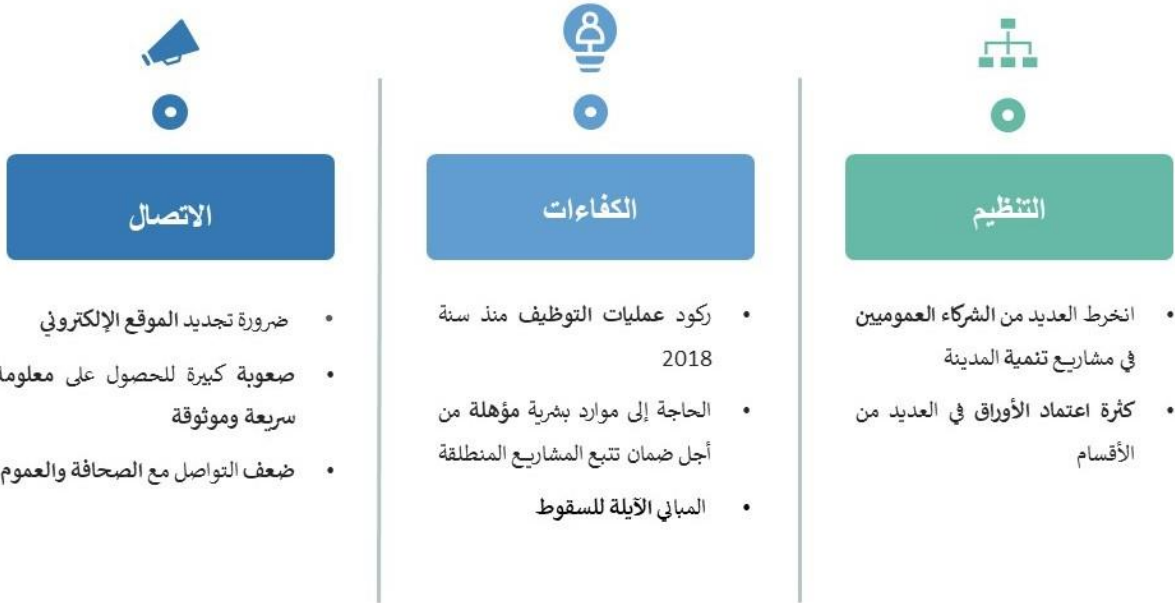 التنظيم
انخرط العديد من الشركاء العموميين
في مشاريع تنمية المدينة
كثرة اعتماد الأوراق في العديد من
الأقسام
الكفاءات
ركود عمليات التوظيف منذ سنة
2018
الحاجة إلى موارد بشرية مؤهلة من
أجل ضمان تتبع المشاريع المنطلقة
المباني الآيلة للسقوط
الاتصال
ضرورة تجديد الموقع الإلكتروني
صعوبة كبيرة للحصول على
سريعة وموثوقة
ضعف التواصل مع الصحافة والعموم